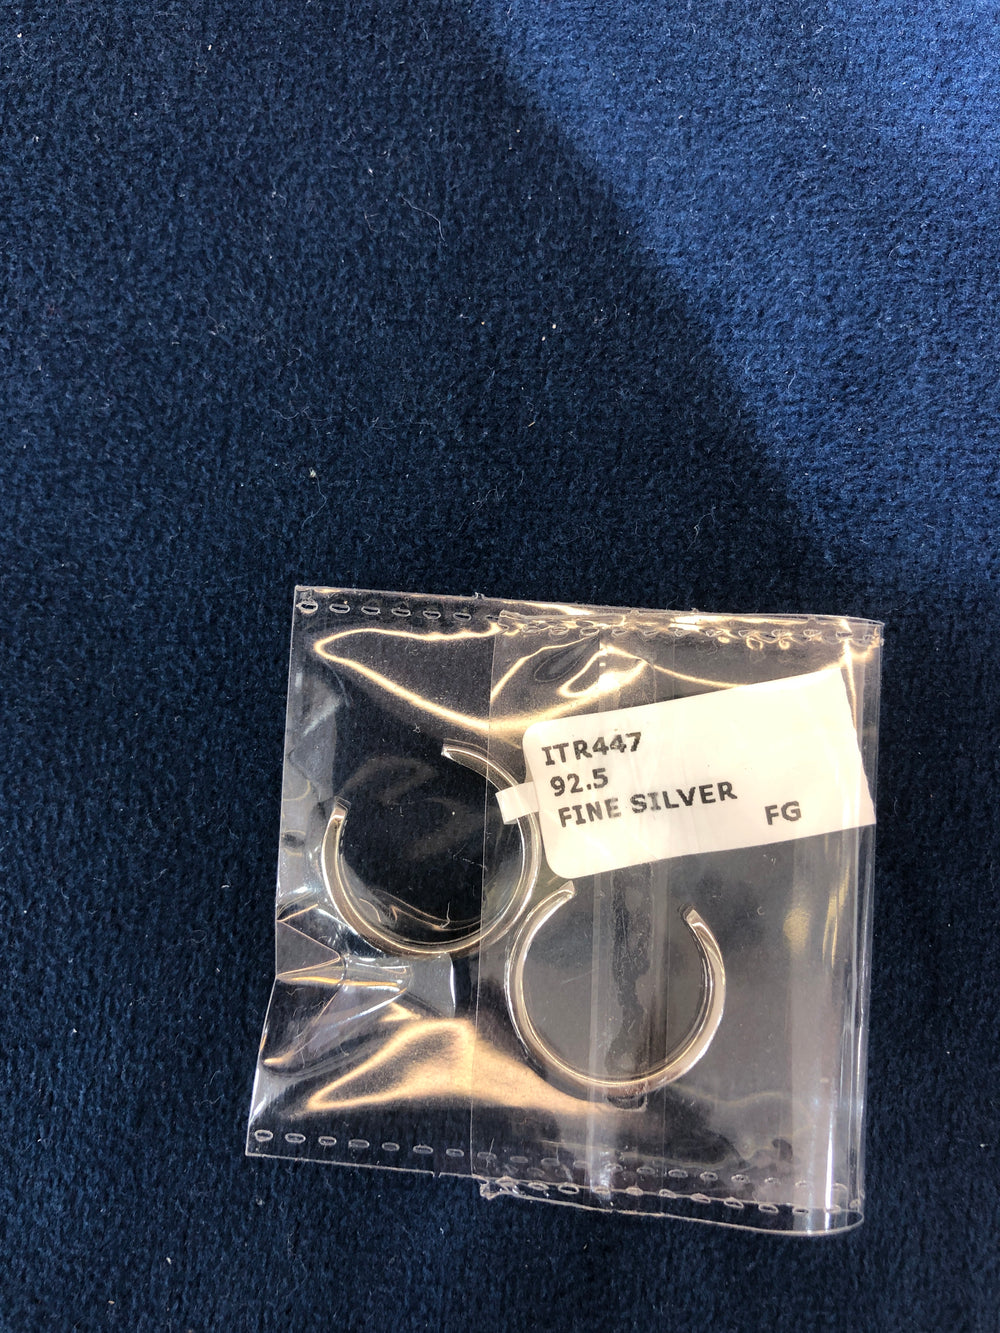 ITR447
92.5
FINE SILVER
FG